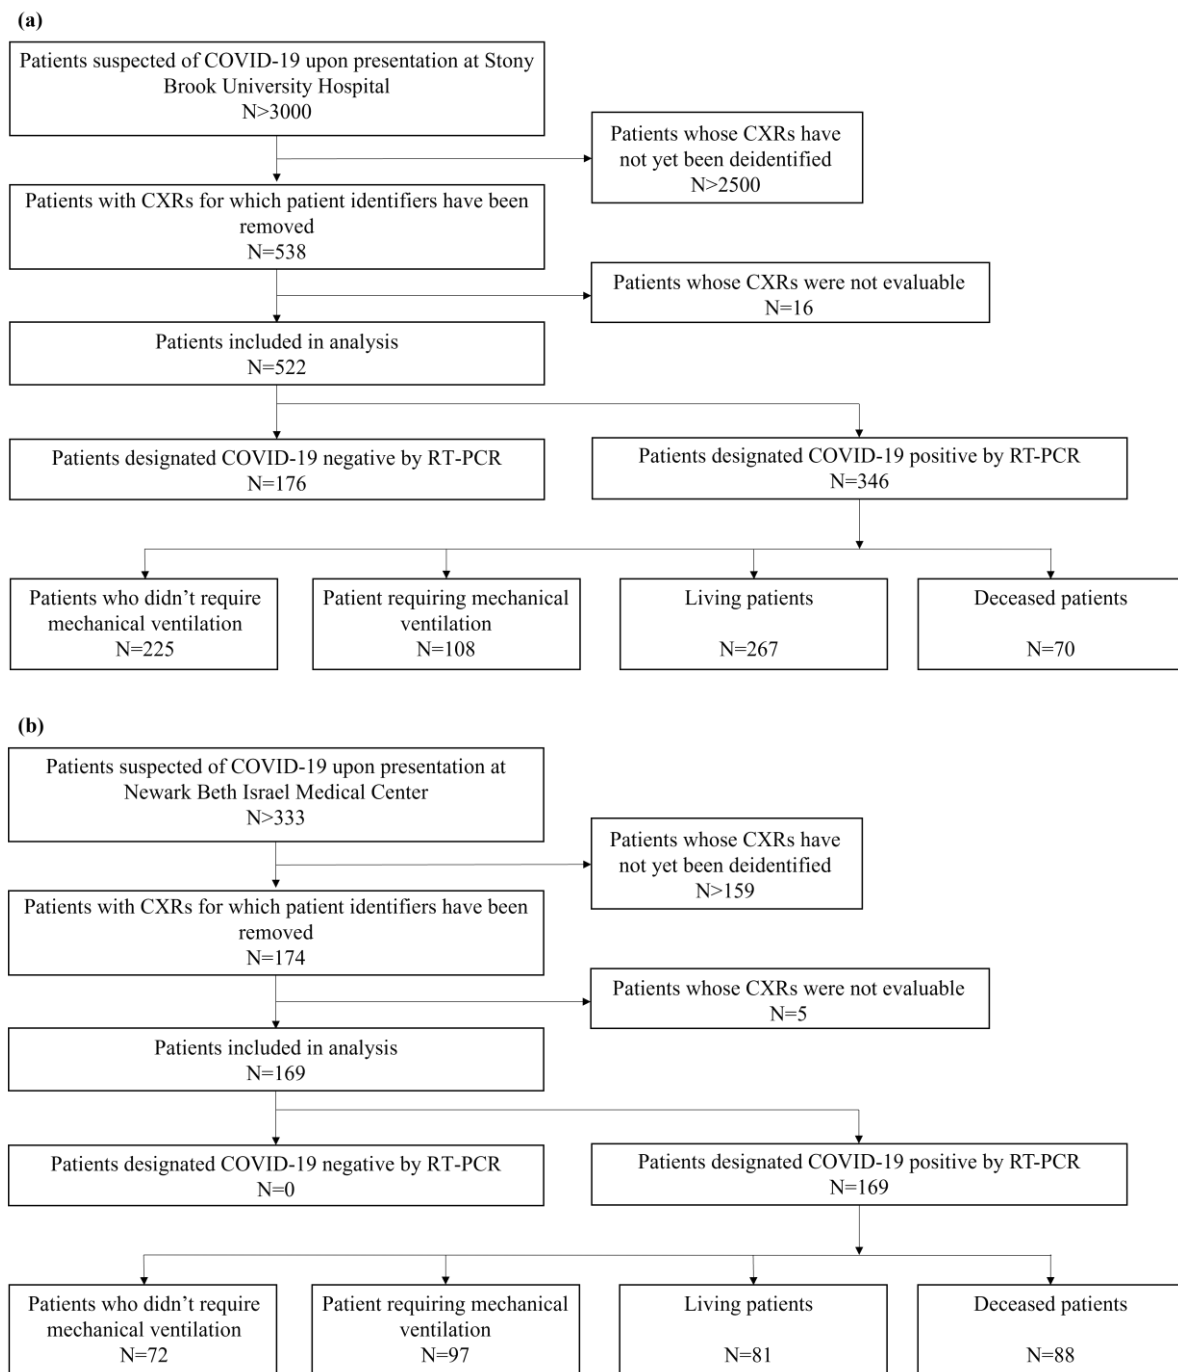 (a)
Patients suspected of COVID-19 upon presentation at Stony
Brook University Hospital
N>3000
Patients whose CXRs have
not yet been deidentified
N>2500
Patients with CXRs for which patient identifiers have been
removed
N=538
Patients whose CXRs were not evaluable
N=16
Patients included in analysis
N=522
Patients designated COVID-19 negative by RT-PCR
N=176
Patients designated COVID-19 positive by RT-PCR
N=346
Patients who didn't require
mechanical ventilation
N=225
Patient requiring mechanical
ventilation
N=108
Living patients
N=267
Deceased patients
N=70
(b)
Patients suspected of COVID-19 upon presentation at
Newark Beth Israel Medical Center
N>333
Patients whose CXRs have
not yet been deidentified
N>159
Patients with CXRs for which patient identifiers have been
removed
N=174
Patients whose CXRs were not evaluable
N=5
Patients included in analysis
N=169
Patients designated COVID-19 negative by RT-PCR
N=0
Patients designated COVID-19 positive by RT-PCR
N=169
Patients who didn't require
mechanical ventilation
N=72
Patient requiring mechanical
ventilation
N=97
Living patients
N=81
Deceased patients
N=88